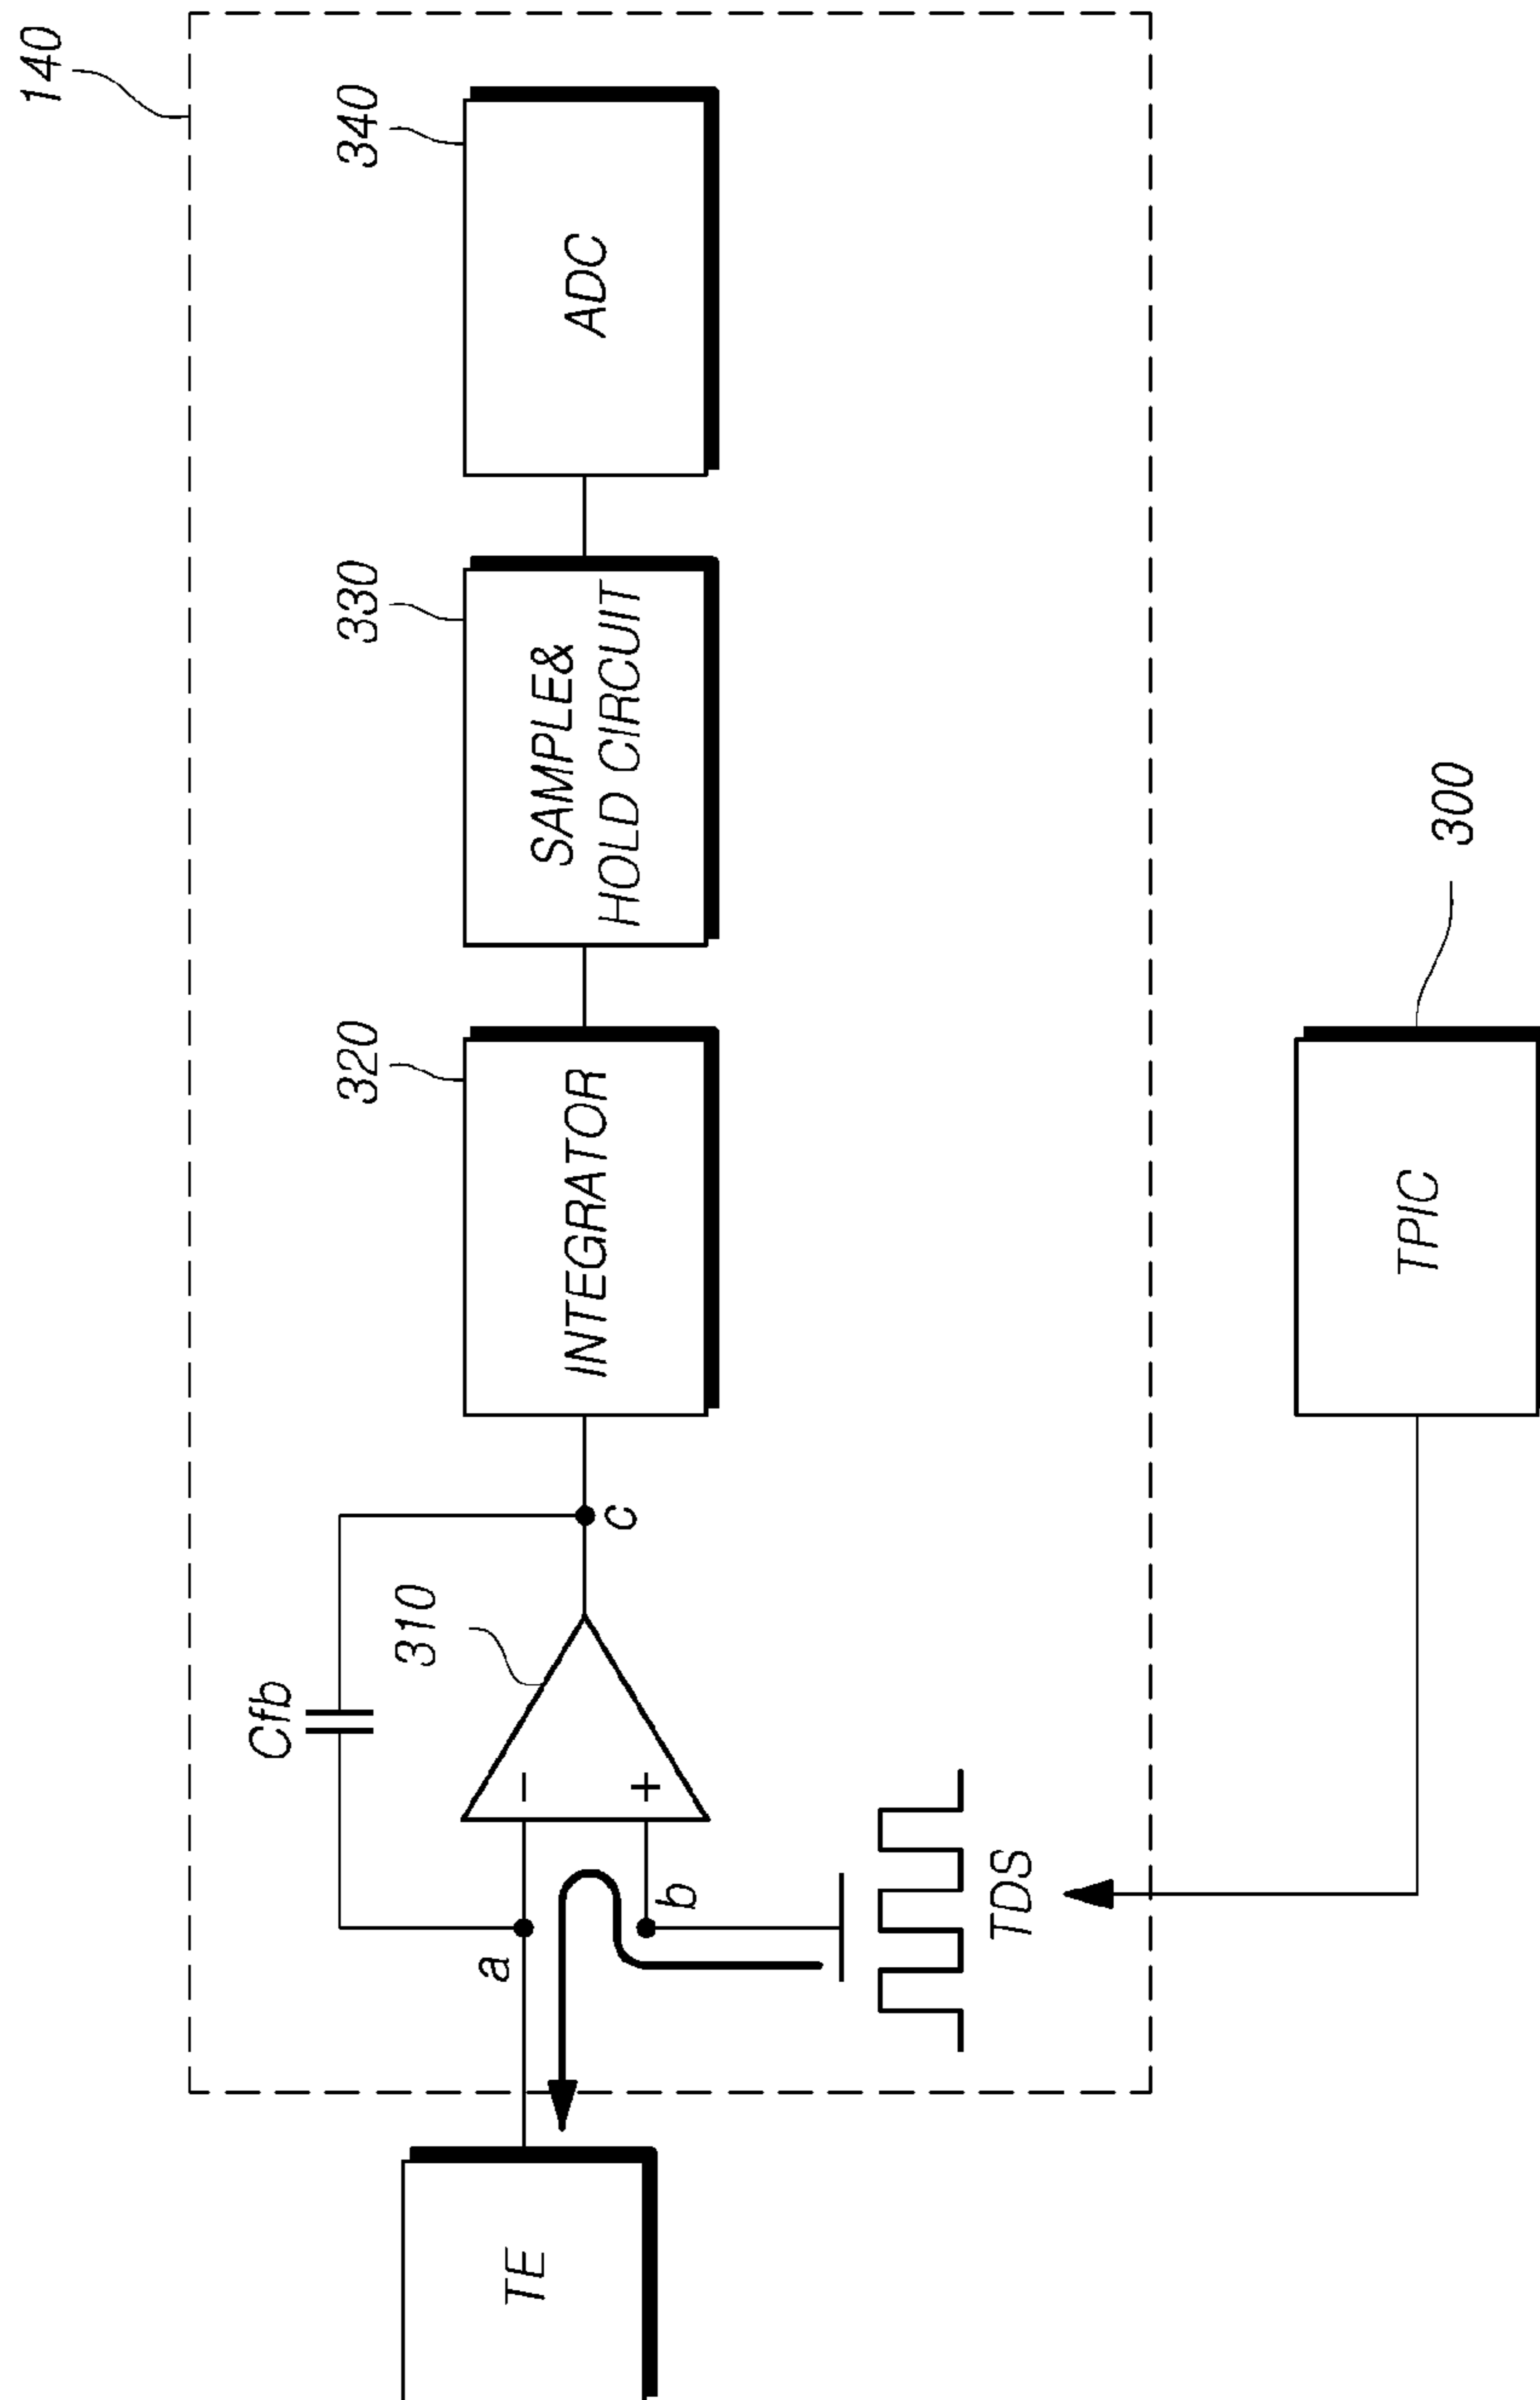 140
340
ADC
330
SAMPLE&
HOLD CIRCUIT
320
INTEGRATOR
300
TPIC
c
310
Cfb
−
+
a
b
TDS
TE